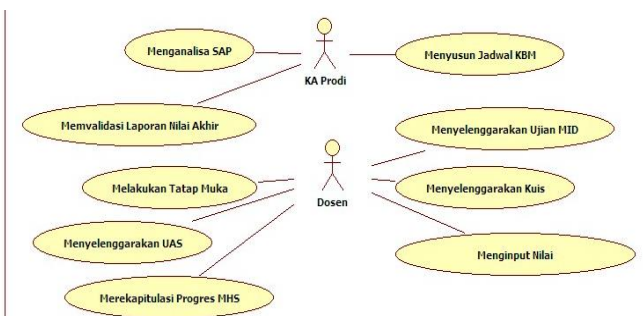 Menganalisa SAP
Menyusun Jadwal KBM
KA Prodi
Memvalidasi Laporan Nilai Akhir
Menyelenggarakan Ujian MID
Melakukan Tatap Muka
Menyelenggarakan Kuis
Dosen
Menyelenggarakan UAS
Menginput Nilai
Merekapitulasi Progres MHS